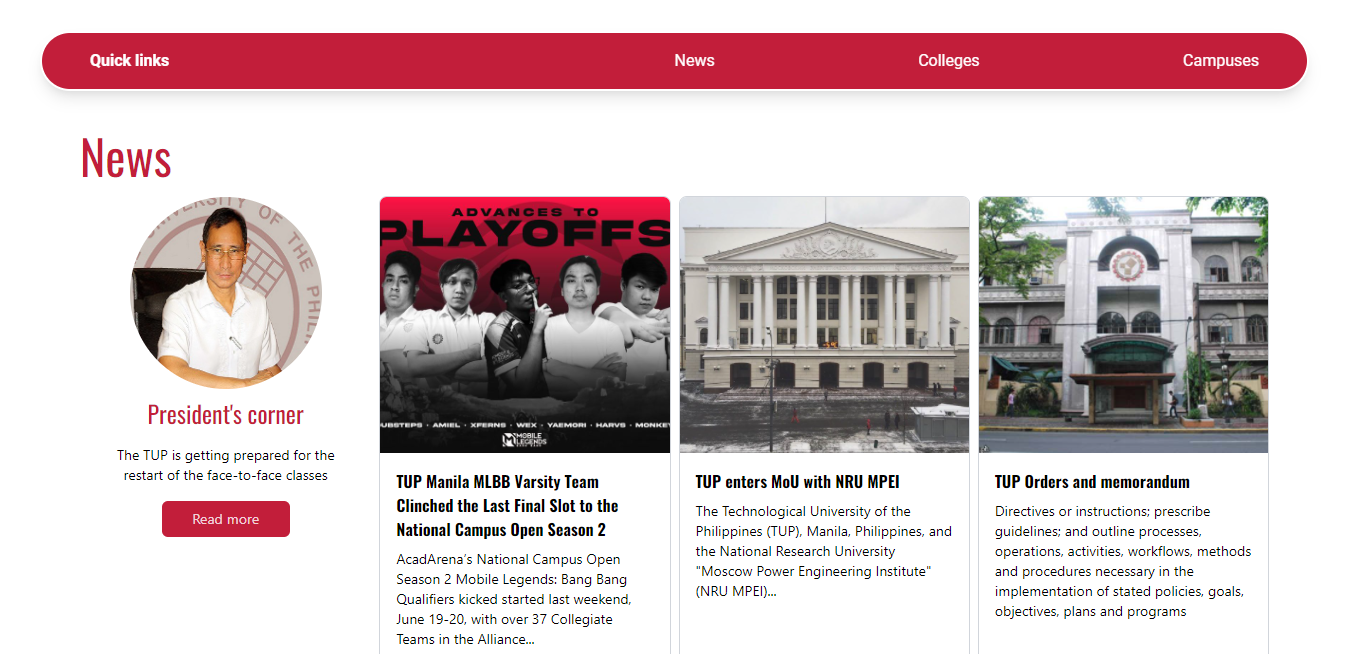 Quick links
News
Colleges
Campuses
News
UNIVERSITY OF THE PHILI
President's corner
The TUP is getting prepared for the
restart of the face-to-face classes
Read more
ADVANCES TO
PLAYOFFS
UBSTEPS • AMIEL • XFERNS • WEX • YAEMORI • HARVS • MONKEY
MOBILE
LEGENDS
TUP Manila MLBB Varsity Team
Clinched the Last Final Slot to the
National Campus Open Season 2
AcadArena's National Campus Open
Season 2 Mobile Legends: Bang Bang
Qualifiers kicked started last weekend,
June 19-20, with over 37 Collegiate
Teams in the Alliance...
TUP enters MoU with NRU MPEI
The Technological University of the
Philippines (TUP), Manila, Philippines, and
the National Research University
"Moscow Power Engineering Institute"
(NRU MPEI)...
TUP Orders and memorandum
Directives or instructions; prescribe
guidelines; and outline processes,
operations, activities, workflows, methods
and procedures necessary in the
implementation of stated policies, goals,
objectives, plans and programs